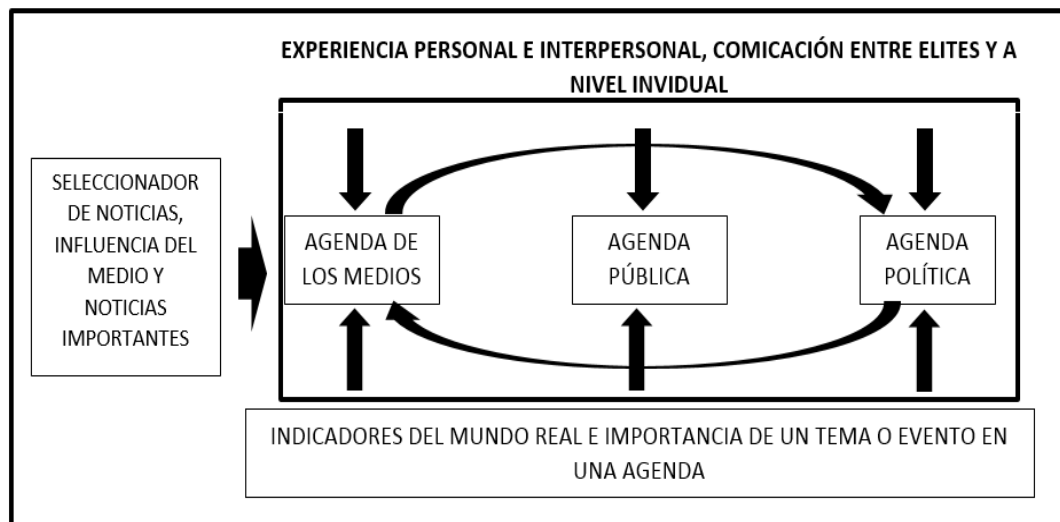 EXPERIENCIA PERSONAL E INTERPERSONAL, COMICACIÓN ENTRE ELITES Y A
NIVEL INVIDUAL
SELECCIONADOR
DE NOTICIAS,
INFLUENCIA DEL
MEDIO Y
NOTICIAS
IMPORTANTES
AGENDA DE
LOS MEDIOS
AGENDA
PÚBLICA
AGENDA
POLÍTICA
INDICADORES DEL MUNDO REAL E IMPORTANCIA DE UN TEMA O EVENTO EN
UNA AGENDA